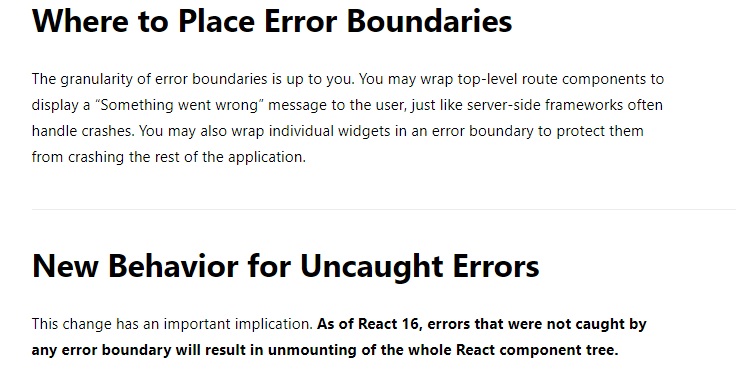 Where to Place Error Boundaries
The granularity of error boundaries is up to you. You may wrap top-level route components to
display a “Something went wrong” message to the user, just like server-side frameworks often
handle crashes. You may also wrap individual widgets in an error boundary to protect them
from crashing the rest of the application.
New Behavior for Uncaught Errors
This change has an important implication. As of React 16, errors that were not caught by
any error boundary will result in unmounting of the whole React component tree.